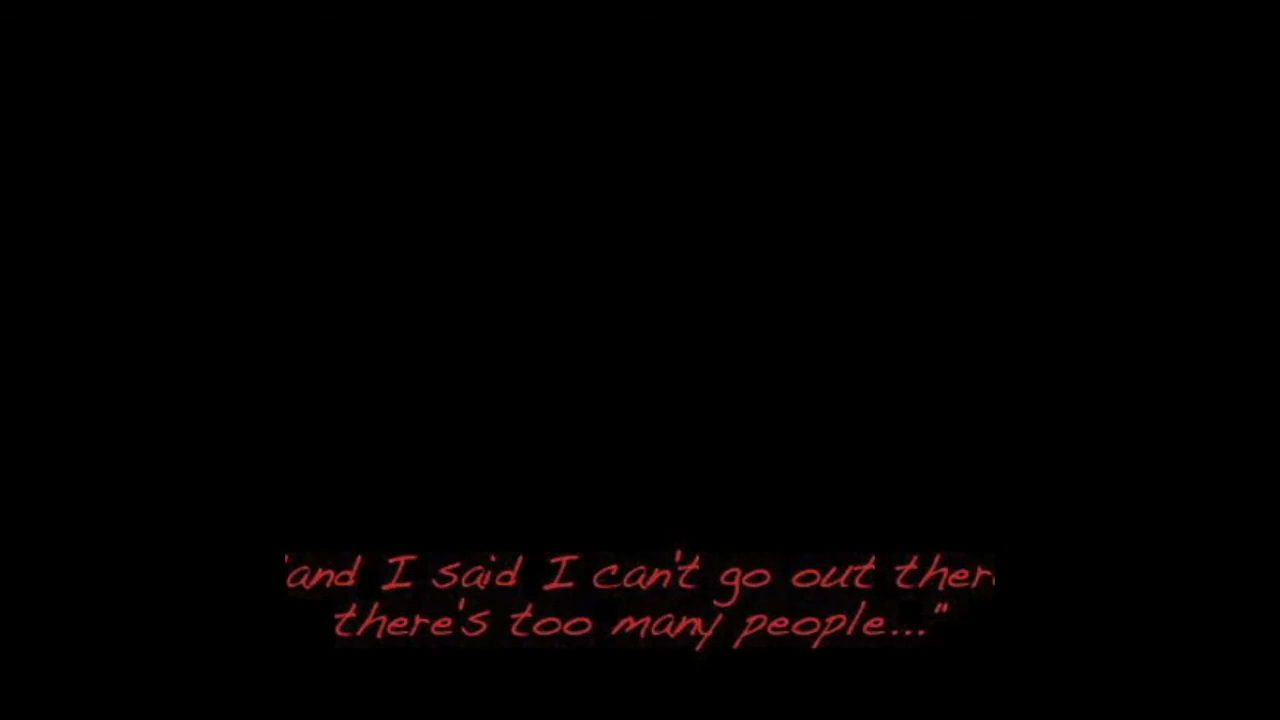 "and I said I can't go out ther
there's too many people..."